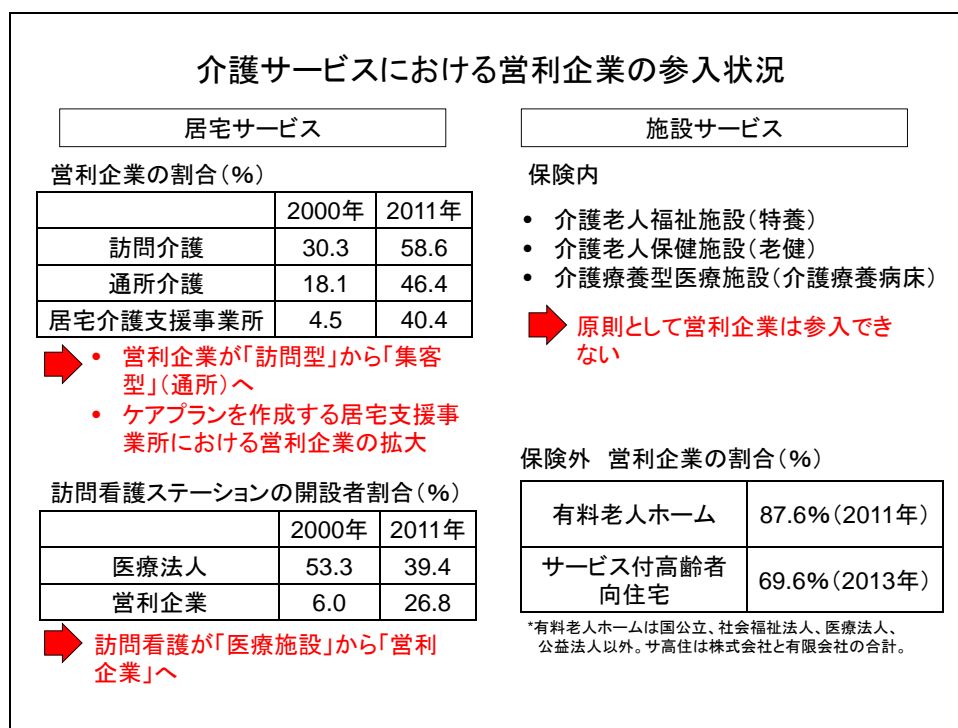 介護サービスにおける営利企業の参入状況
居宅サービス
営利企業の割合(%)
2000年 2011年
訪問介護 30.3 58.6
通所介護 18.1 46.4
居宅介護支援事業所 4.5 40.4
• 営利企業が「訪問型」から「集客
型」(通所)へ
• ケアプランを作成する居宅支援事
業所における営利企業の拡大
訪問看護ステーションの開設者割合(%)
2000年 2011年
医療法人 53.3 39.4
営利企業 6.0 26.8
訪問看護が「医療施設」から「営利
企業」へ
施設サービス
保険内
• 介護老人福祉施設(特養)
• 介護老人保健施設(老健)
• 介護療養型医療施設(介護療養病床)
原則として営利企業は参入でき
ない
保険外 営利企業の割合(%)
有料老人ホーム 87.6%(2011年)
サービス付高齢者
向住宅 69.6%(2013年)
*有料老人ホームは国公立、社会福祉法人、医療法人、
公益法人以外。サ高住は株式会社と有限会社の合計。